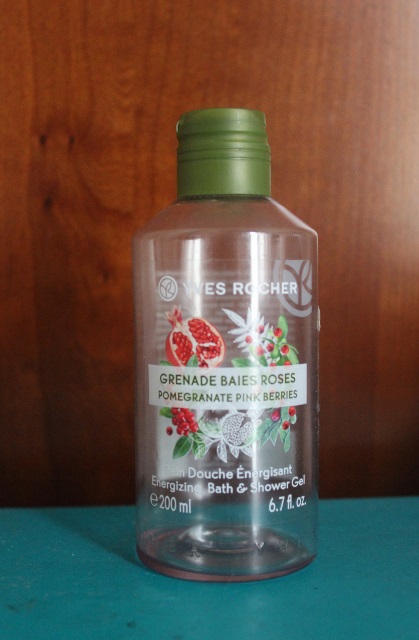 YVES ROCHER
GRENADE BAIES ROSES
POMEGRANATE PINK BERRIES
Bain Douche Énergisant
Energizing Bath & Shower Gel
℮200 ml 6.7 fl. oz.